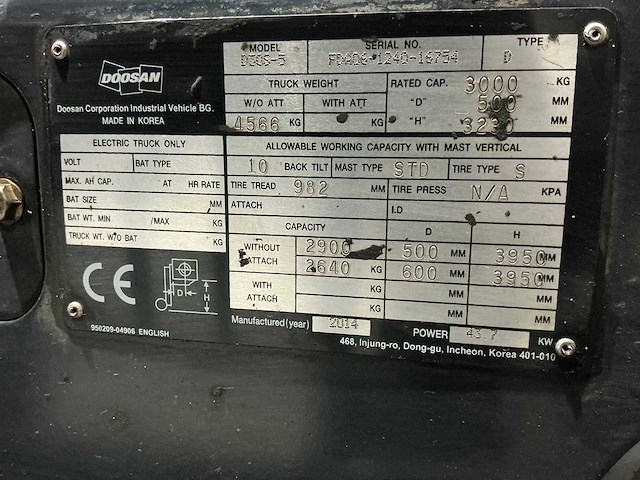 DOOSAN
Doosan Corporation Industrial Vehicle BG.
MADE IN KOREA
MODEL SERIAL NO. TYPE
D30S-5 D
TRUCK WEIGHT RATED CAP. 3000 KG
W/O ATT WITH ATT "D" 500 MM
4566 KG KG "H" MM
ELECTRIC TRUCK ONLY
VOLT BAT TYPE
MAX. AH CAP. AT HR RATE
BAT SIZE MM
BAT WT. MIN /MAX KG
TRUCK WT. W/O BAT KG
ALLOWABLE WORKING CAPACITY WITH MAST VERTICAL
10 BACK TILT MAST TYPE STD TIRE TYPE S
TIRE TREAD 982 MM TIRE PRESS N/A KPA
ATTACH I.D
CAPACITY D H
WITHOUT ATTACH 2900 500 MM 3950 MM
2640 KG 600 MM 3950 MM
WITH ATTACH KG MM MM
KG MM MM
CE
D H
950209-04906 ENGLISH
Manufactured (year) 2014 POWER 43.7 KW
468, Injung-ro, Dong-gu, Incheon, Korea 401-010